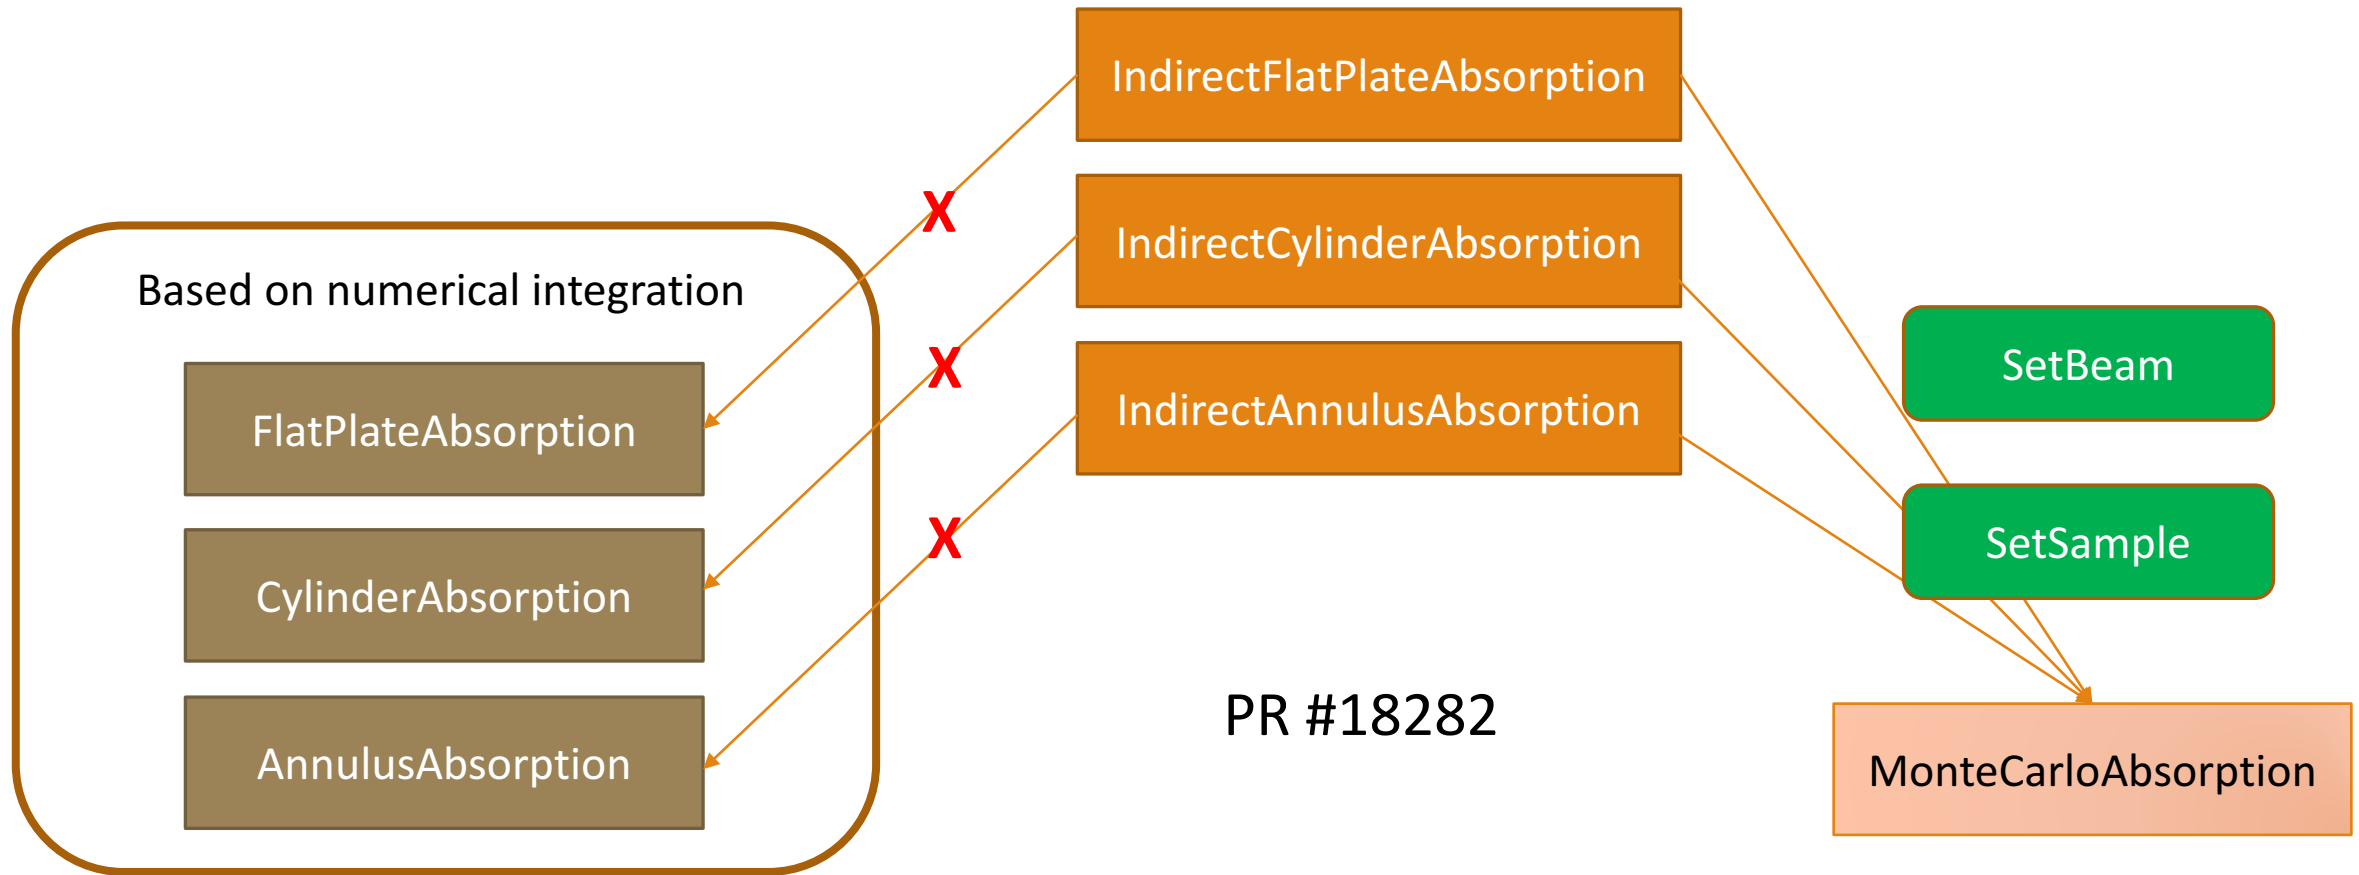 IndirectFlatPlateAbsorption
IndirectCylinderAbsorption
IndirectAnnulusAbsorption
X
X
X
Based on numerical integration
FlatPlateAbsorption
CylinderAbsorption
AnnulusAbsorption
SetBeam
SetSample
PR #18282
MonteCarloAbsorption